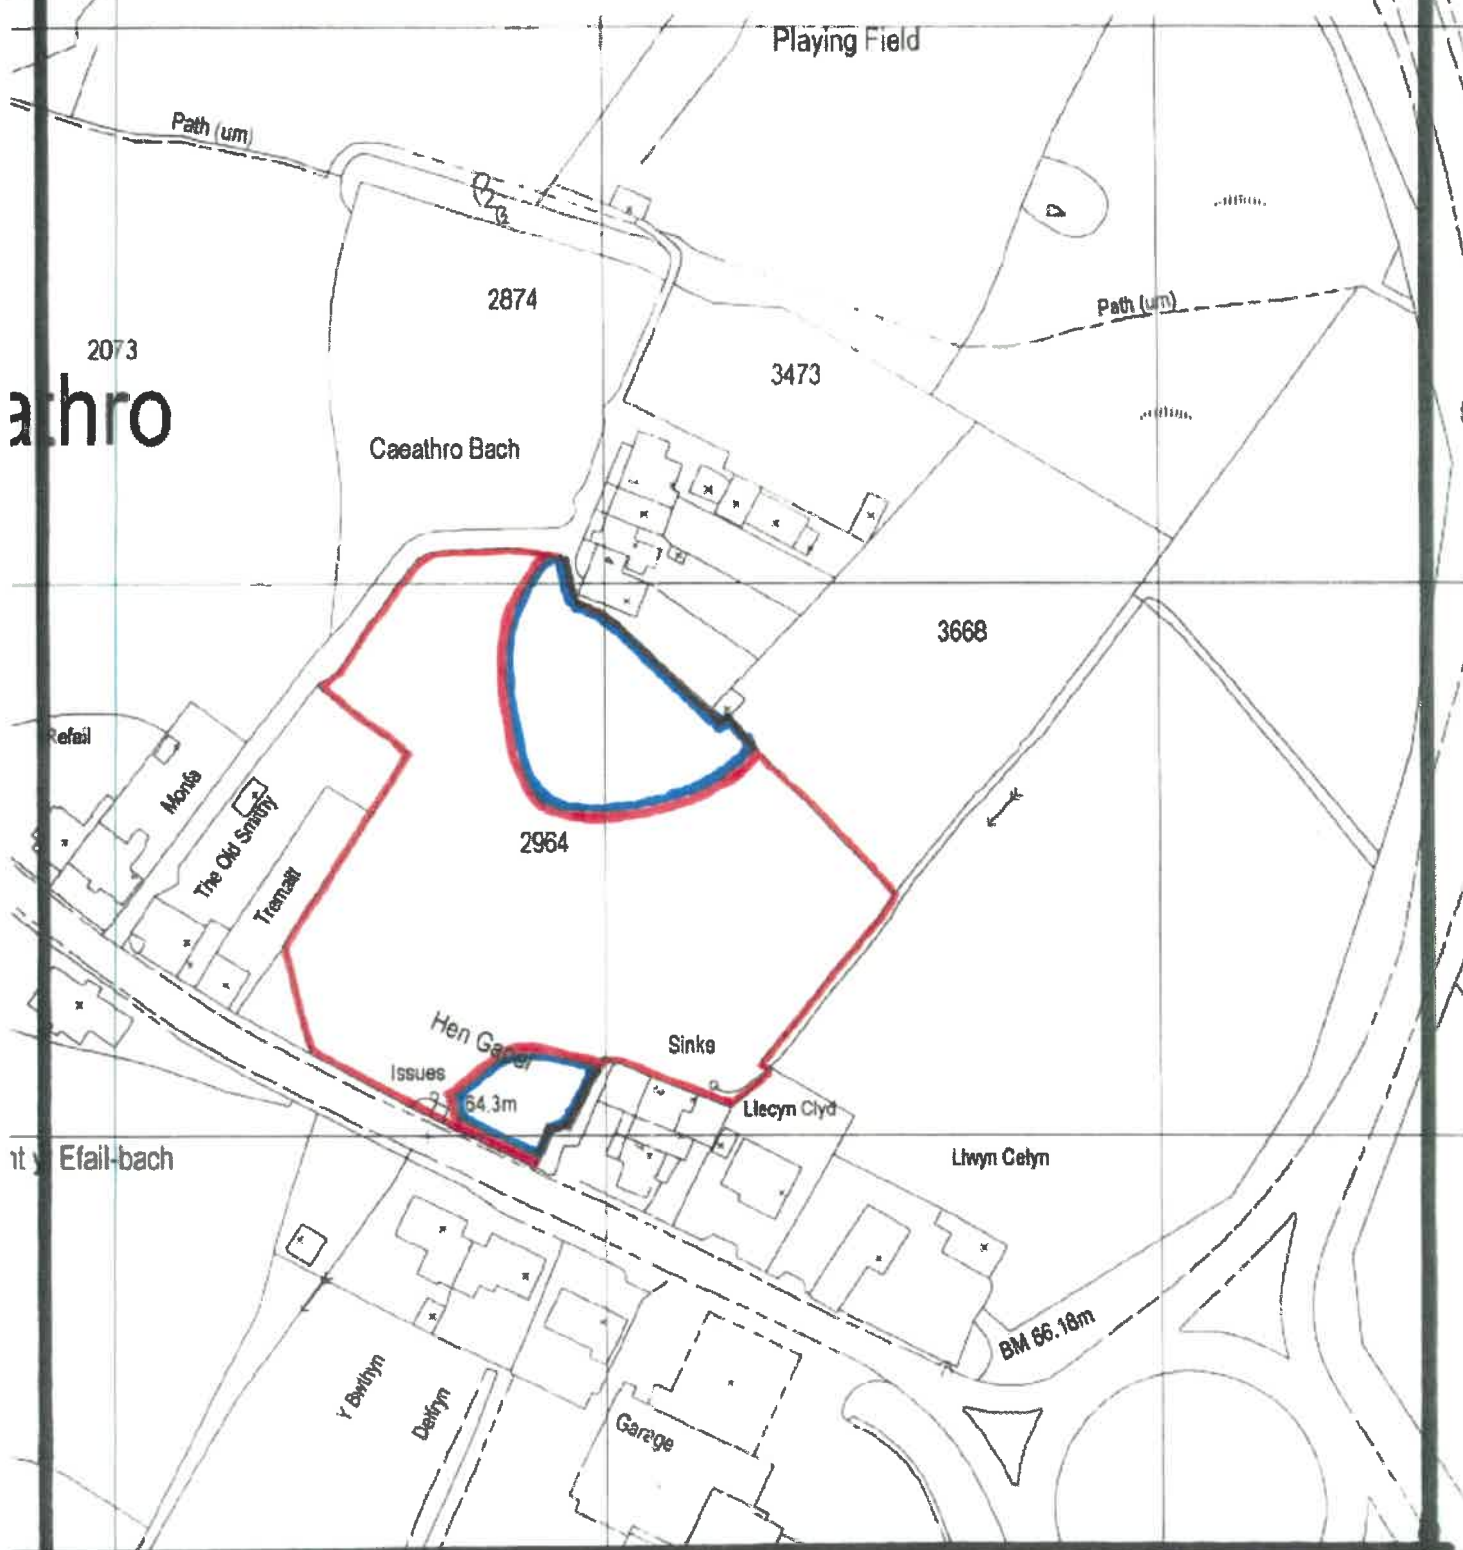 Playing Field
Path (um)
2874
Path (um)
2073
3473
athro
Caeathro Bach
3668
Refail
Monfa
2964
The Old Smithy
Tremallt
Hen Gapel
Sinks
Issues
64.3m
Llecyn Clyd
Efail-bach
Llwyn Celyn
BM 66.18m
Y Bwthyn
Delfryn
Garage